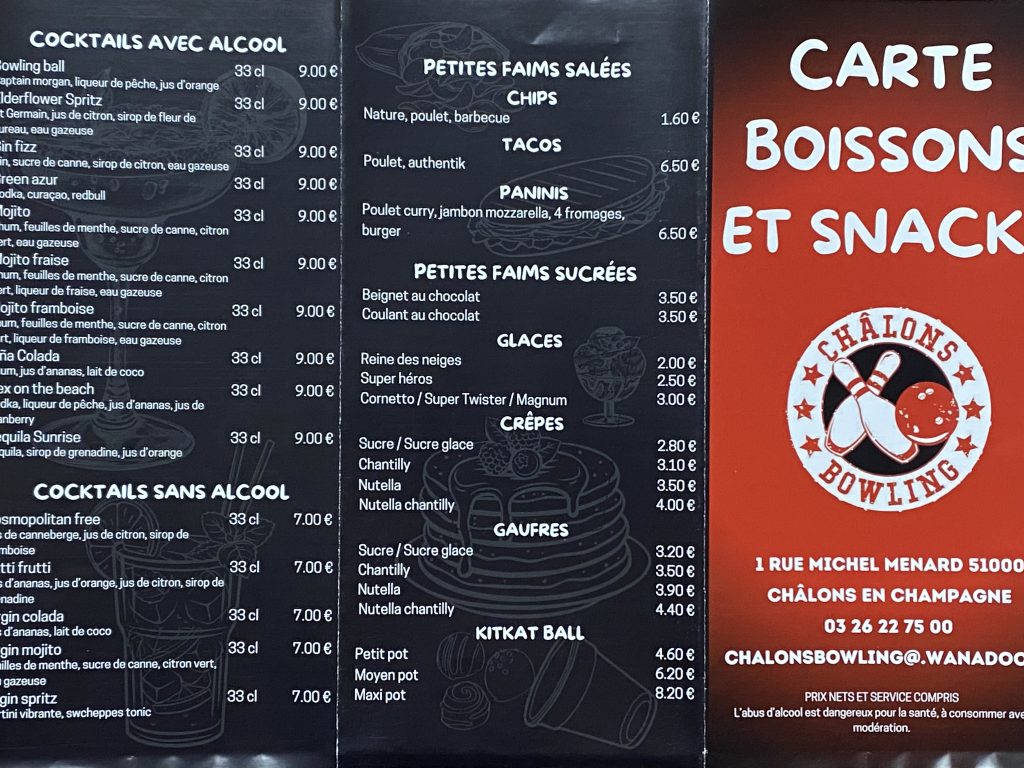 COCKTAILS AVEC ALCOOL
owling ball 33 cl 9.00 €
aptain morgan, liqueur de pêche, jus d'orange
lderflower Spritz 33 cl 9.00 €
t Germain, jus de citron, sirop de fleur de
ureau, eau gazeuse
in fizz 33 cl 9.00 €
in, sucre de canne, sirop de citron, eau gazeuse
reen azur 33 cl 9.00 €
odka, curaçao, redbull
Mojito 33 cl 9.00 €
hum, feuilles de menthe, sucre de canne, citron
ert, eau gazeuse
Mojito fraise 33 cl 9.00 €
hum, feuilles de menthe, sucre de canne, citron
ert, liqueur de fraise, eau gazeuse
ojito framboise 33 cl 9.00 €
um, feuilles de menthe, sucre de canne, citron
rt, liqueur de framboise, eau gazeuse
ña Colada 33 cl 9.00 €
um, jus d'ananas, lait de coco
ex on the beach 33 cl 9.00 €
dka, liqueur de pêche, jus d'ananas, jus de
anberry
equila Sunrise 33 cl 9.00 €
quila, sirop de grenadine, jus d'orange
COCKTAILS SANS ALCOOL
osmopolitan free 33 cl 7.00 €
s de canneberge, jus de citron, sirop de
mboise
tti frutti 33 cl 7.00 €
s d'ananas, jus d'orange, jus de citron, sirop de
enadine
rgin colada 33 cl 7.00 €
s d'ananas, lait de coco
rgin mojito 33 cl 7.00 €
uilles de menthe, sucre de canne, citron vert,
u gazeuse
rgin spritz 33 cl 7.00 €
rtini vibrante, swcheppes tonic
PETITES FAIMS SALÉES
CHIPS
Nature, poulet, barbecue 1.60 €
TACOS
Poulet, authentik 6.50 €
PANINIS
Poulet curry, jambon mozzarella, 4 fromages,
burger 6.50 €
PETITES FAIMS SUCRÉES
Beignet au chocolat 3.50 €
Coulant au chocolat 3.50 €
GLACES
Reine des neiges 2.00 €
Super héros 2.50 €
Cornetto / Super Twister / Magnum 3.00 €
CRÊPES
Sucre / Sucre glace 2.80 €
Chantilly 3.10 €
Nutella 3.50 €
Nutella chantilly 4.00 €
GAUFRES
Sucre / Sucre glace 3.20 €
Chantilly 3.50 €
Nutella 3.90 €
Nutella chantilly 4.40 €
KITKAT BALL
Petit pot 4.60 €
Moyen pot 6.20 €
Maxi pot 8.20 €
CARTE
BOISSONS
ET SNACK
CHÂLONS
BOWLING
1 RUE MICHEL MENARD 51000
CHÂLONS EN CHAMPAGNE
03 26 22 75 00
CHALONSBOWLING@.WANADOO
PRIX NETS ET SERVICE COMPRIS
L'abus d'alcool est dangereux pour la santé, à consommer ave
modération.